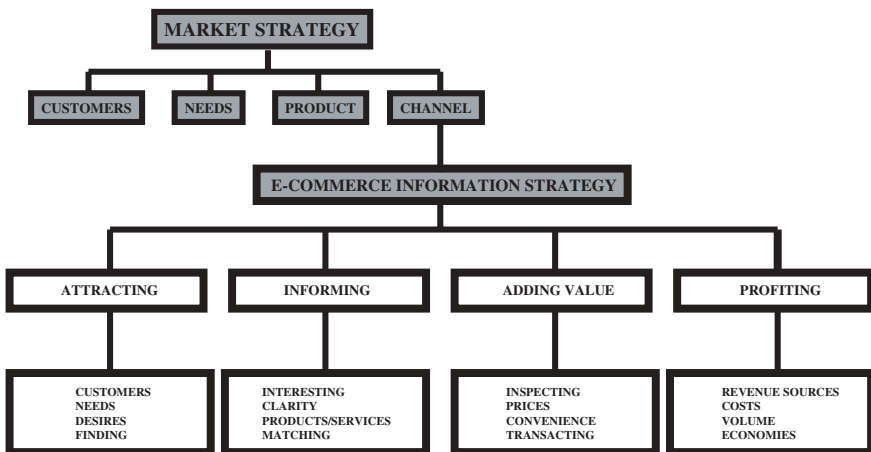 MARKET STRATEGY
CUSTOMERS
NEEDS
PRODUCT
CHANNEL
E-COMMERCE INFORMATION STRATEGY
ATTRACTING
INFORMING
ADDING VALUE
PROFITING
CUSTOMERS
NEEDS
DESIRES
FINDING
INTERESTING
CLARITY
PRODUCTS/SERVICES
MATCHING
INSPECTING
PRICES
CONVENIENCE
TRANSACTING
REVENUE SOURCES
COSTS
VOLUME
ECONOMIES